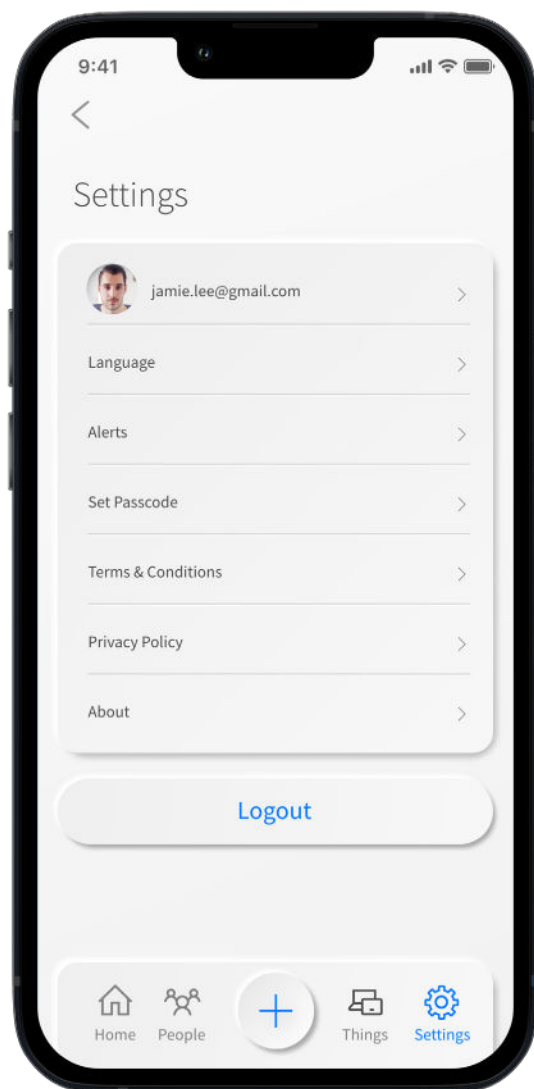 9:41
Settings
jamie.lee@gmail.com
Language
Alerts
Set Passcode
Terms & Conditions
Privacy Policy
About
Logout
Home People Things Settings